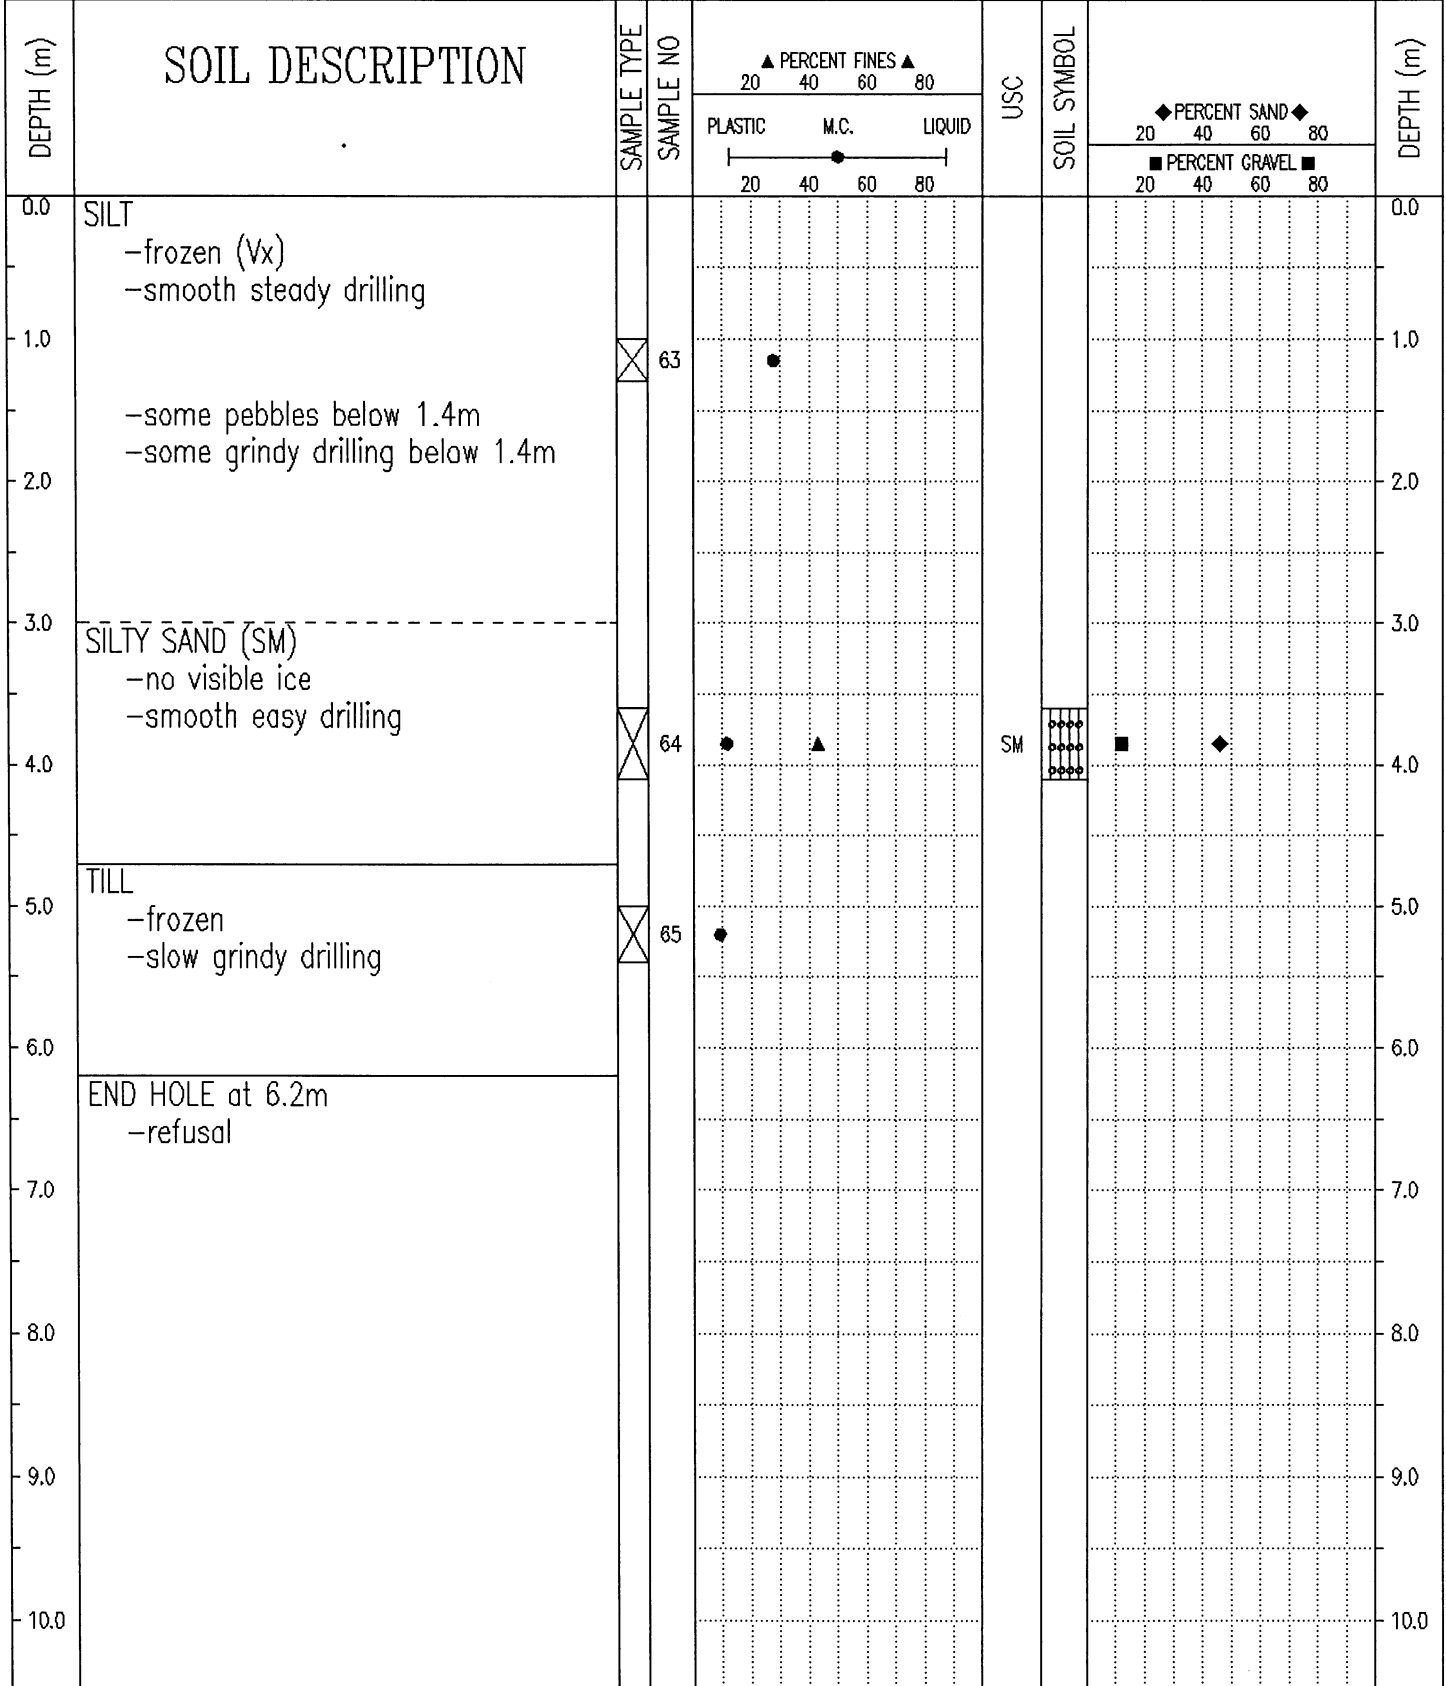 DEPTH (m)
SOIL DESCRIPTION
SAMPLE TYPE
SAMPLE NO
▲ PERCENT FINES ▲
20 40 60 80
PLASTIC M.C. LIQUID
20 40 60 80
USC
SOIL SYMBOL
◆ PERCENT SAND ◆
20 40 60 80
■ PERCENT GRAVEL ■
20 40 60 80
DEPTH (m)
0.0 SILT 0.0
-frozen (Vx)
-smooth steady drilling
1.0 1.0
63
-some pebbles below 1.4m
-some grindy drilling below 1.4m
2.0 2.0
3.0 3.0
SILTY SAND (SM)
-no visible ice
-smooth easy drilling
64 SM
4.0 4.0
TILL
5.0 -frozen 5.0
65
-slow grindy drilling
6.0 6.0
END HOLE at 6.2m
-refusal
7.0 7.0
8.0 8.0
9.0 9.0
10.0 10.0